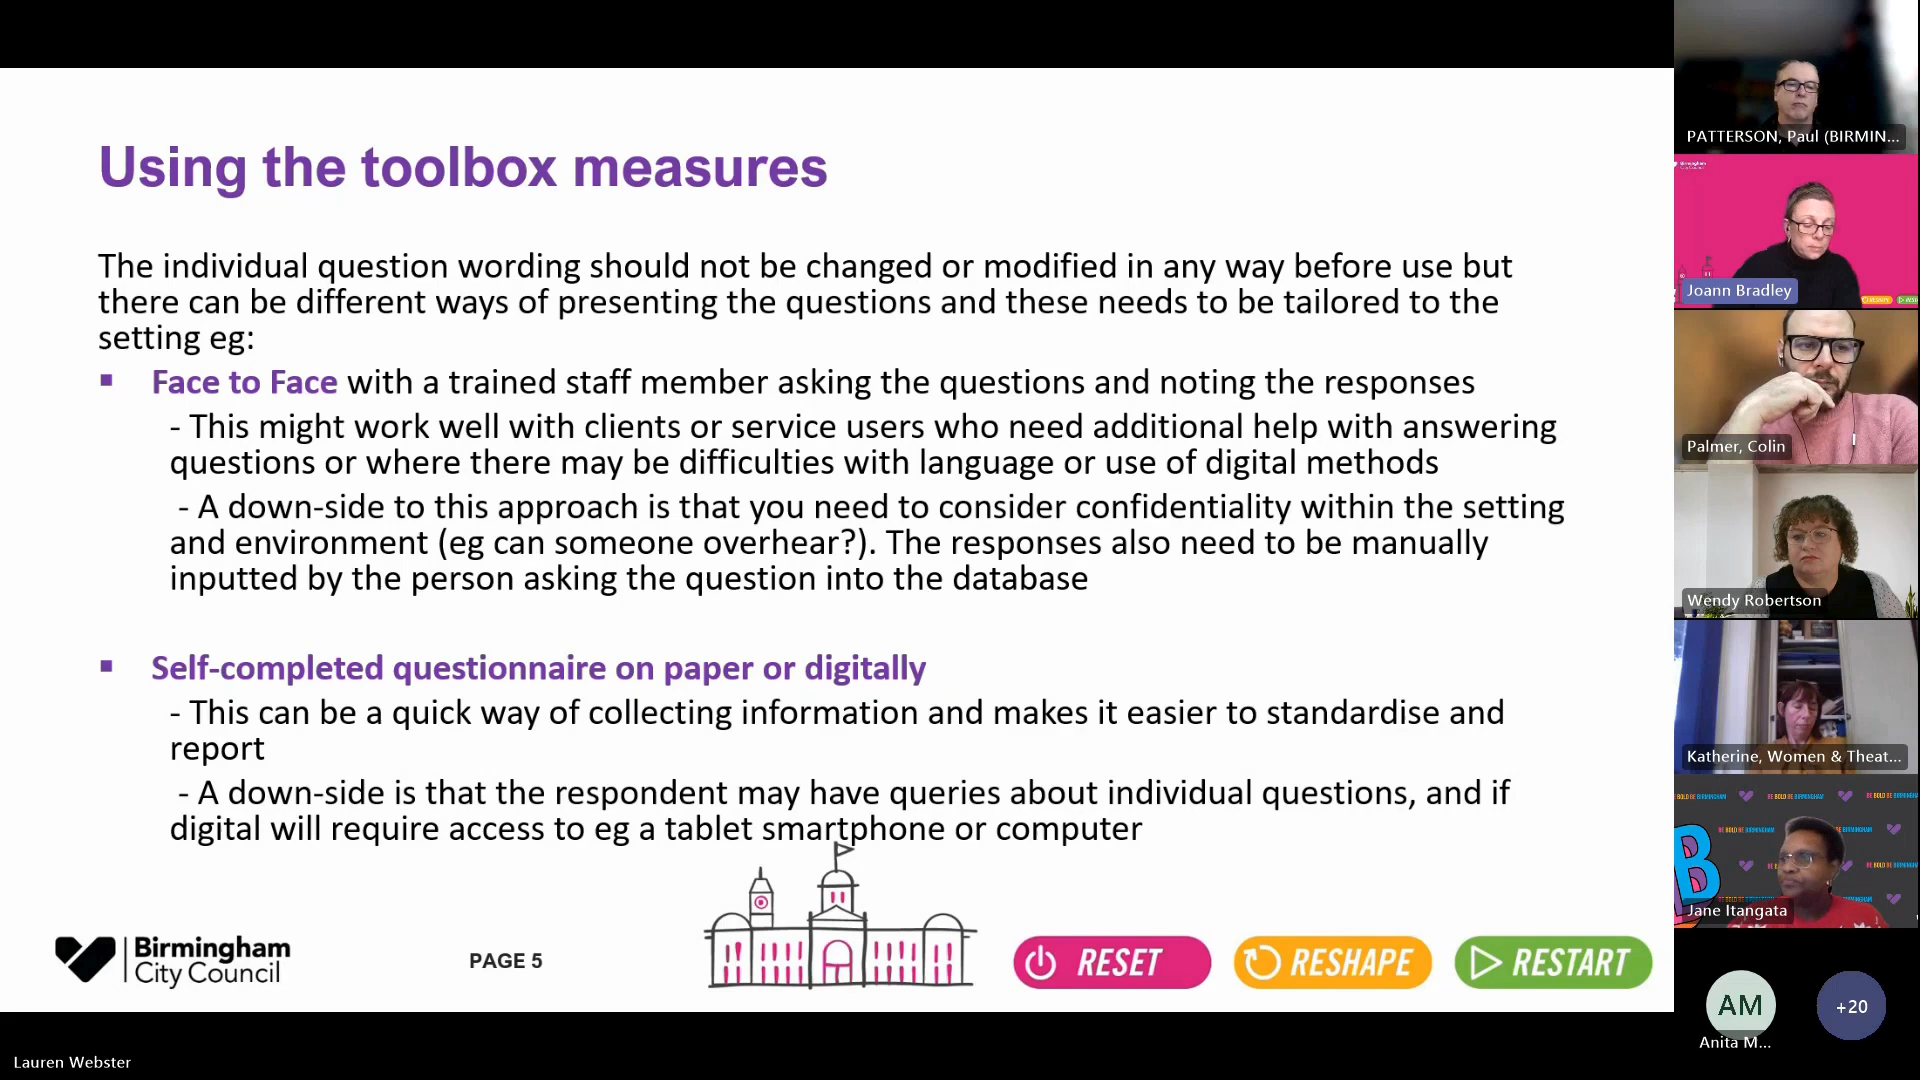 Using the toolbox measures
The individual question wording should not be changed or modified in any way before use but
there can be different ways of presenting the questions and these needs to be tailored to the
setting eg:
▪ Face to Face with a trained staff member asking the questions and noting the responses
- This might work well with clients or service users who need additional help with answering
questions or where there may be difficulties with language or use of digital methods
- A down-side to this approach is that you need to consider confidentiality within the setting
and environment (eg can someone overhear?). The responses also need to be manually
inputted by the person asking the question into the database
▪ Self-completed questionnaire on paper or digitally
- This can be a quick way of collecting information and makes it easier to standardise and
report
- A down-side is that the respondent may have queries about individual questions, and if
digital will require access to eg a tablet smartphone or computer
Birmingham
City Council
PAGE 5
RESET
RESHAPE
RESTART
Lauren Webster
PATTERSON, Paul (BIRMIN...
Birmingham
City Council
Joann Bradley
Palmer, Colin
Wendy Robertson
Katherine, Women & Theat...
BE BOLD BE BIRMINGHAM
Jane Itangata
AM
Anita M...
+20